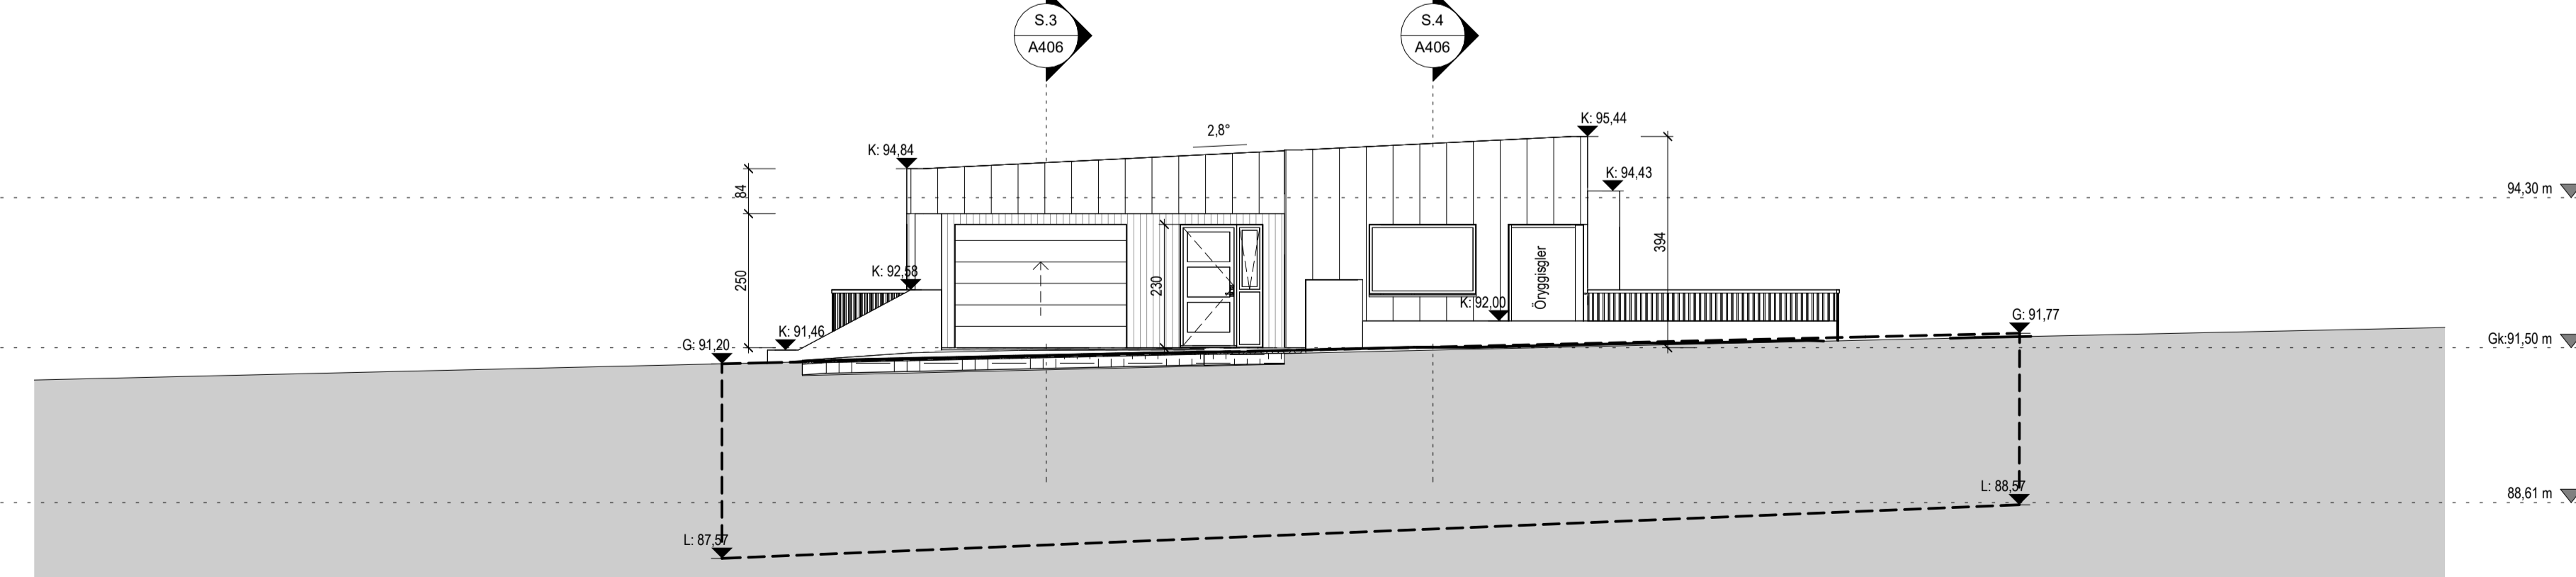 S.3
A406
S.4
A406
2,8°
K: 95,44
K: 94,84
K: 94,43
94,30 m
84
394
Öryggisgler
K: 92,58
250
230
K: 92,00
K: 91,46
G: 91,77
G: 91,20
Gk:91,50 m
L: 88,57
88,61 m
L: 87,57